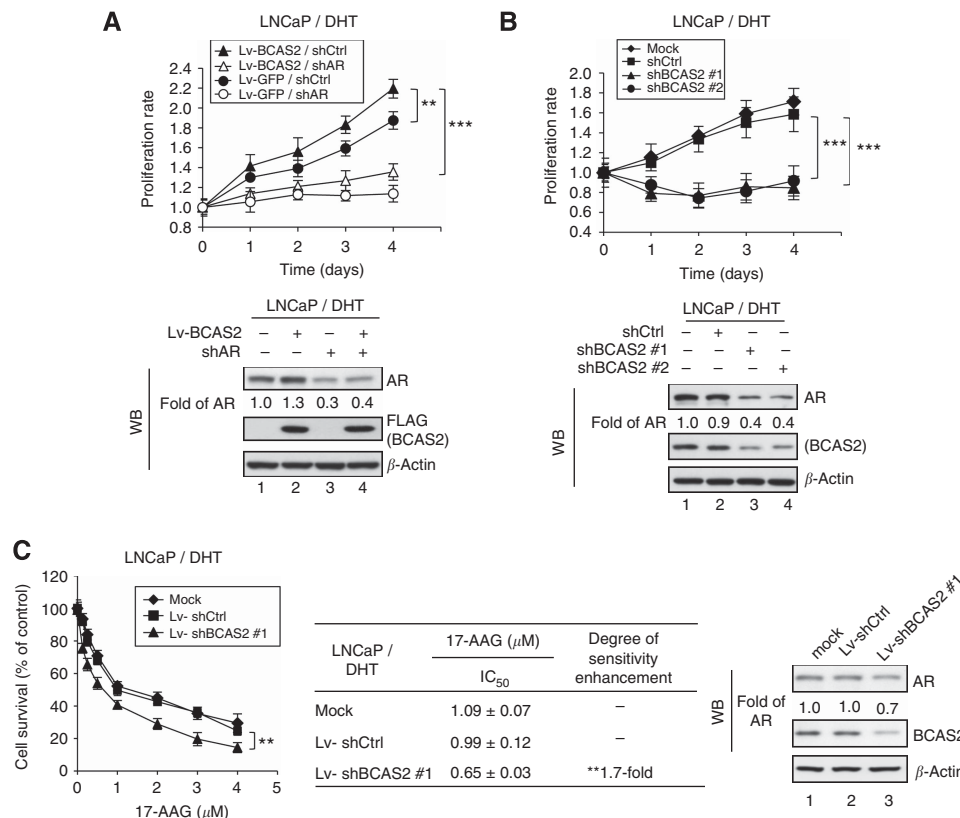 A
LNCaP / DHT
Lv-BCAS2 / shCtrl
Lv-BCAS2 / shAR
Lv-GFP / shCtrl
Lv-GFP / shAR
Proliferation rate
2.4
2.2
2.0
1.8
1.6
1.4
1.2
1.0
0.8
**
***
0 1 2 3 4
Time (days)
LNCaP / DHT
Lv-BCAS2 – + – +
shAR – – + +
WB
AR
Fold of AR 1.0 1.3 0.3 0.4
FLAG
(BCAS2)
β-Actin
1 2 3 4
B
LNCaP / DHT
Mock
shCtrl
shBCAS2 #1
shBCAS2 #2
Proliferation rate
2.0
1.8
1.6
1.4
1.2
1.0
0.8
0.6
0.4
***
***
0 1 2 3 4
Time (days)
LNCaP / DHT
shCtrl – + – –
shBCAS2 #1 – – + –
shBCAS2 #2 – – – +
WB
AR
Fold of AR 1.0 0.9 0.4 0.4
(BCAS2)
β-Actin
1 2 3 4
C
LNCaP / DHT
Mock
Lv- shCtrl
Lv- shBCAS2 #1
Cell survival (% of control)
120
100
80
60
40
20
0
**
0 1 2 3 4 5
17-AAG (μM)
LNCaP /
DHT
17-AAG (μM)
IC50
Degree of
sensitivity
enhancement
Mock 1.09 ± 0.07 –
Lv- shCtrl 0.99 ± 0.12 –
Lv- shBCAS2 #1 0.65 ± 0.03 **1.7-fold
mock
Lv-shCtrl
Lv-shBCAS2 #1
WB
AR
Fold of
AR
1.0 1.0 0.7
BCAS2
β-Actin
1 2 3